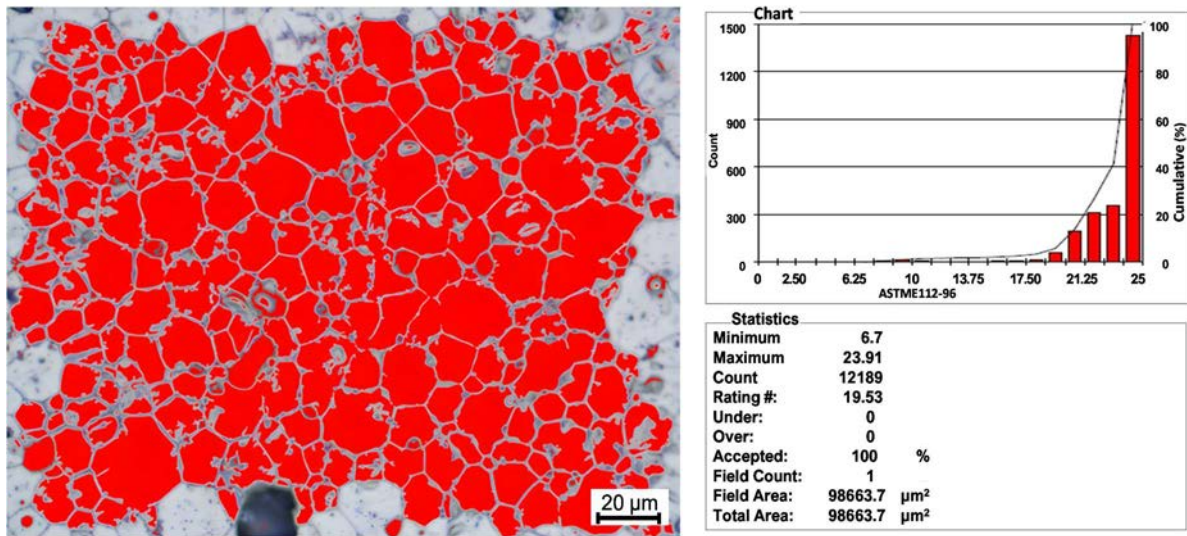 20 µm
Chart
1500
1200
900
600
300
0
Count
100
80
60
40
20
0
Cumulative (%)
0 2.50 6.25 10 13.75 17.50 21.25 25
ASTME112-96
Statistics
Minimum 6.7
Maximum 23.91
Count 12189
Rating #: 19.53
Under: 0
Over: 0
Accepted: 100 %
Field Count: 1
Field Area: 98663.7 µm²
Total Area: 98663.7 µm²